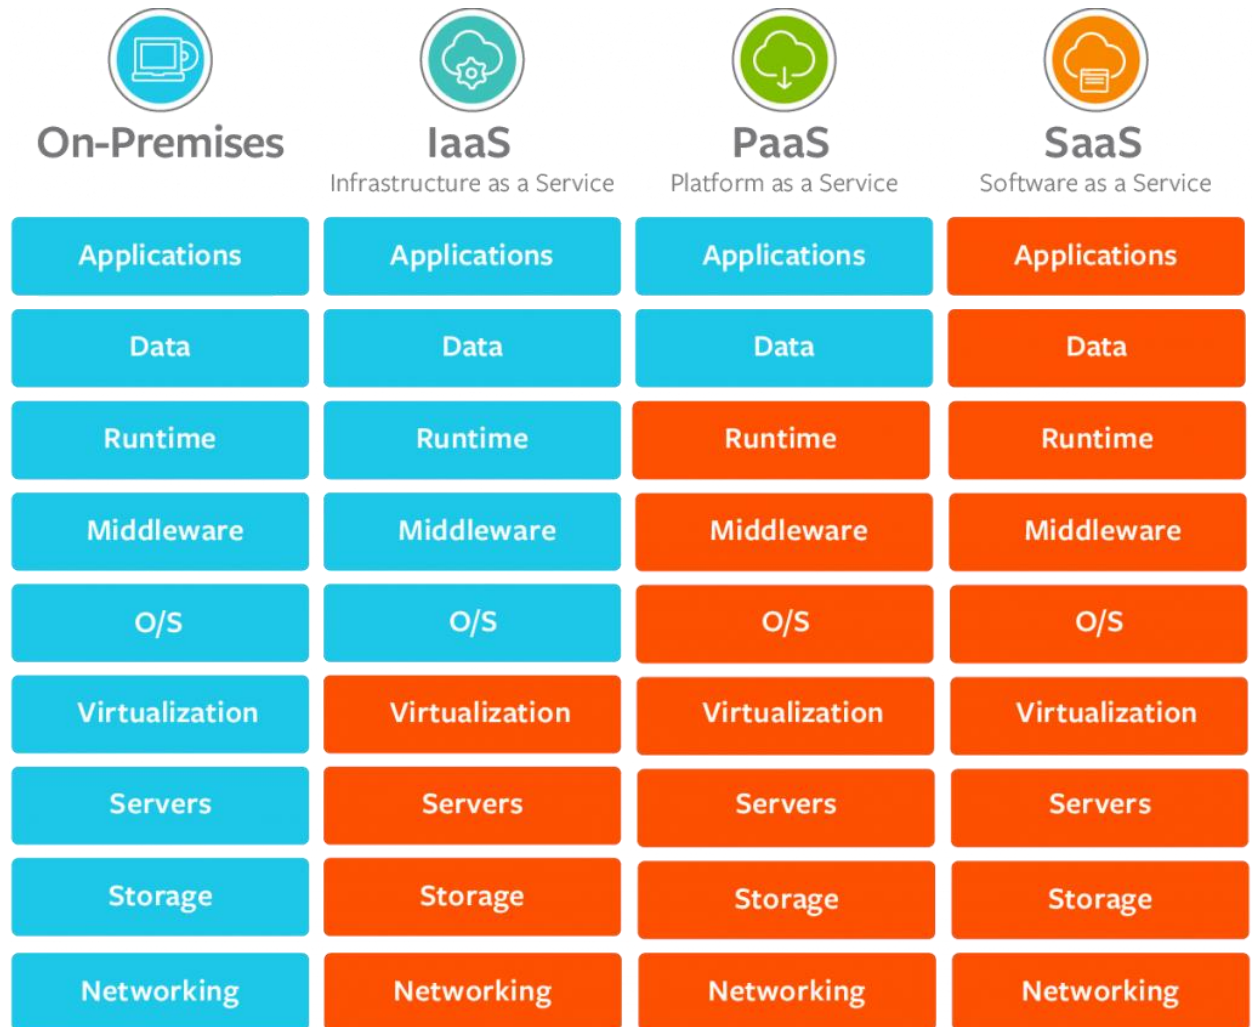 On-Premises
IaaS
PaaS
SaaS
Infrastructure as a Service
Platform as a Service
Software as a Service
Applications
Applications
Applications
Applications
Data
Data
Data
Data
Runtime
Runtime
Runtime
Runtime
Middleware
Middleware
Middleware
Middleware
O/S
O/S
O/S
O/S
Virtualization
Virtualization
Virtualization
Virtualization
Servers
Servers
Servers
Servers
Storage
Storage
Storage
Storage
Networking
Networking
Networking
Networking